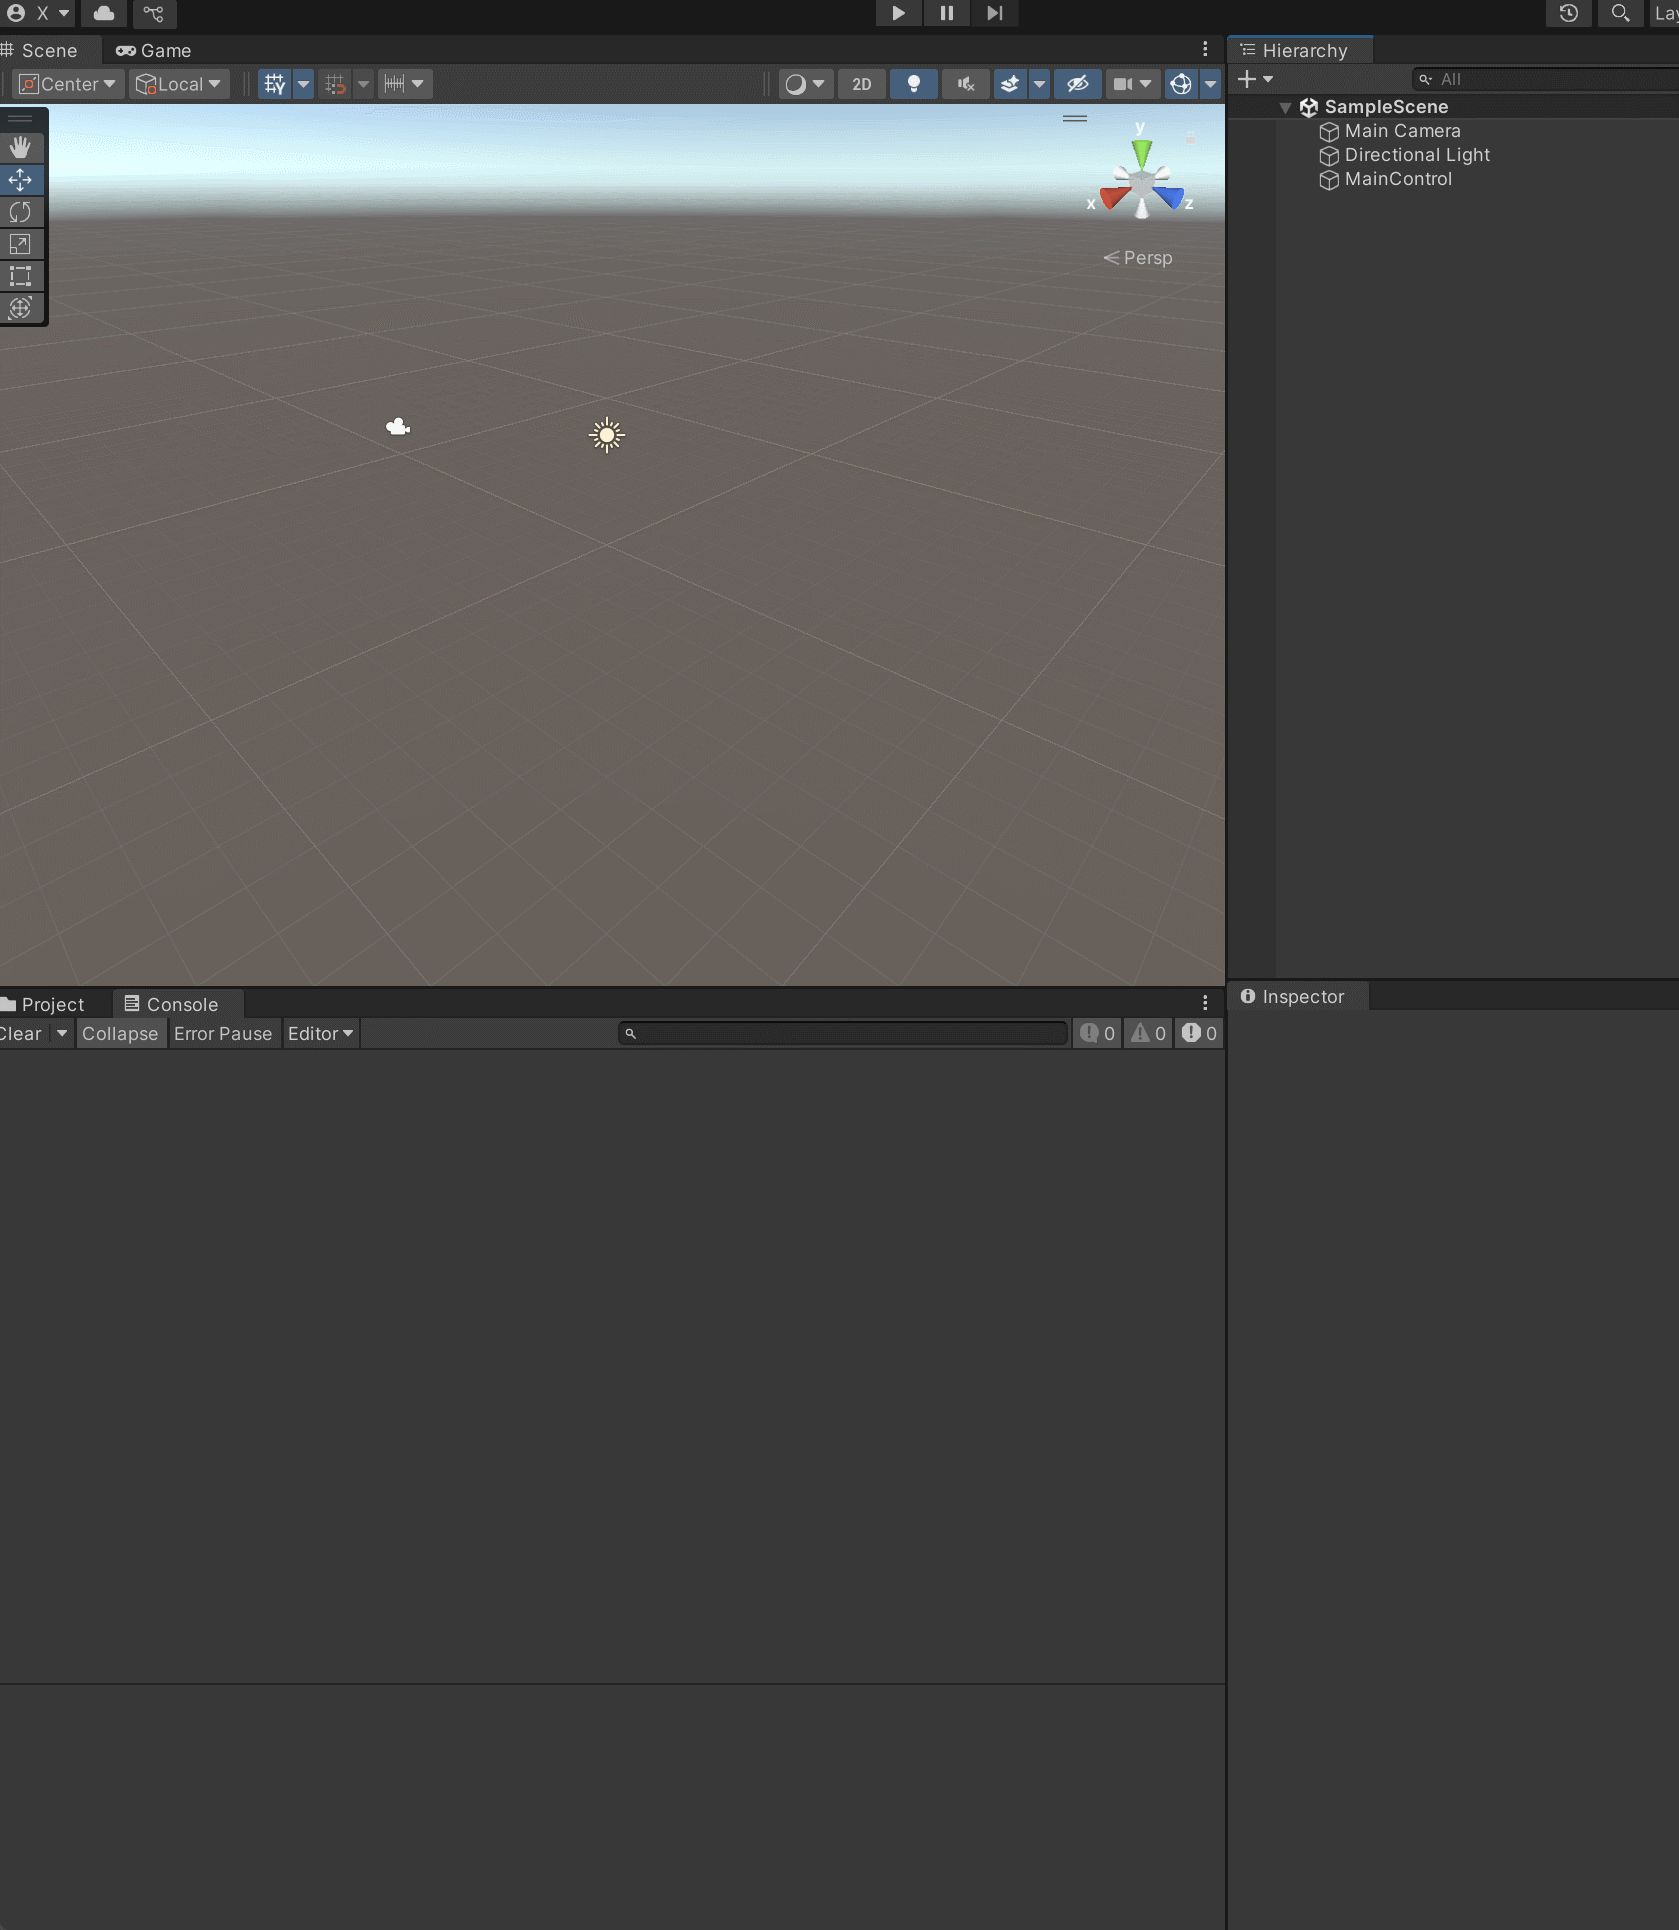 X
Lay
Scene
Game
Hierarchy
Center
Local
2D
All
SampleScene
Main Camera
Directional Light
MainControl
y
x
z
Persp
Project
Console
Inspector
Clear
Collapse
Error Pause
Editor
0
0
0